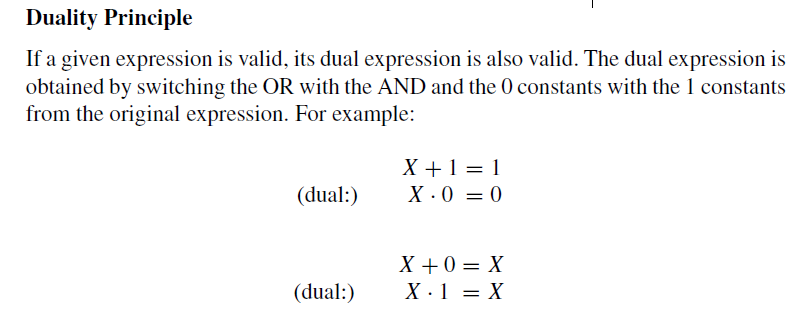 Duality Principle
If a given expression is valid, its dual expression is also valid. The dual expression is
obtained by switching the OR with the AND and the 0 constants with the 1 constants
from the original expression. For example:
X + 1 = 1
(dual:) X · 0 = 0
X + 0 = X
(dual:) X · 1 = X